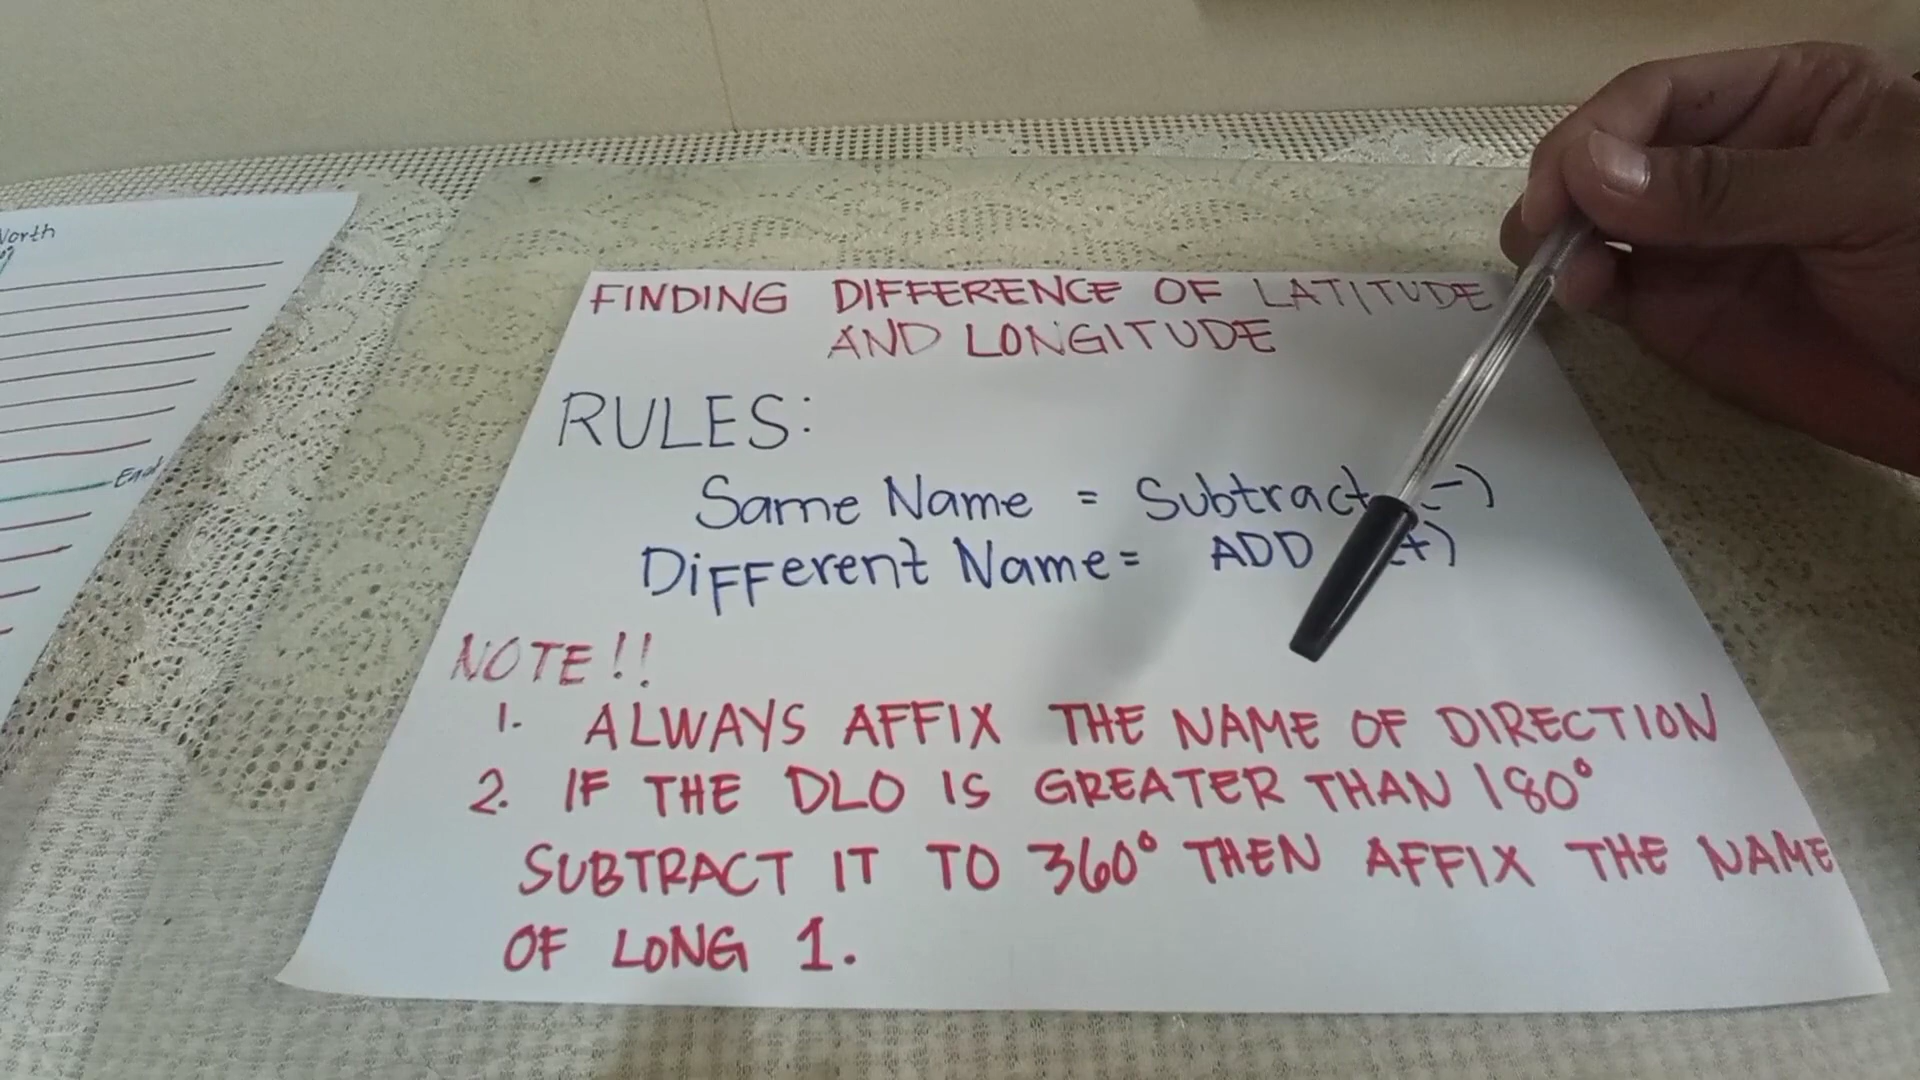 North
East
FINDING DIFFERENCE OF LATITUDE
AND LONGITUDE
RULES:
Same Name = Subtract (-)
Different Name = ADD (+)
NOTE!!
1. ALWAYS AFFIX THE NAME OF DIRECTION
2. IF THE DLO IS GREATER THAN 180°
SUBTRACT IT TO 360° THEN AFFIX THE NAME
OF LONG 1.